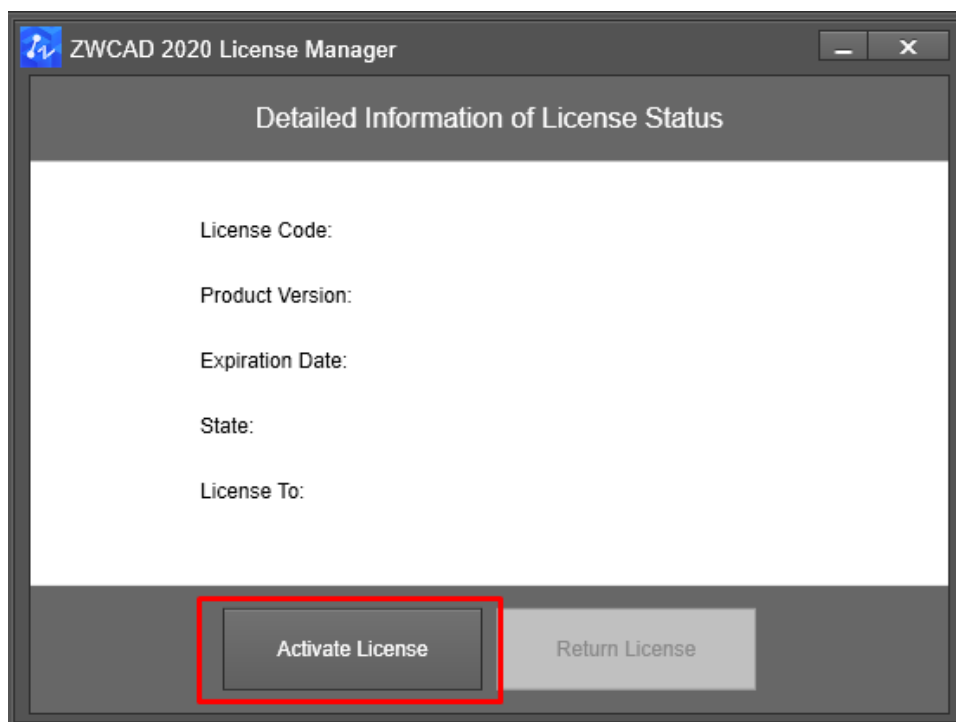 ZWCAD 2020 License Manager
Detailed Information of License Status
License Code:
Product Version:
Expiration Date:
State:
License To:
Activate License
Return License